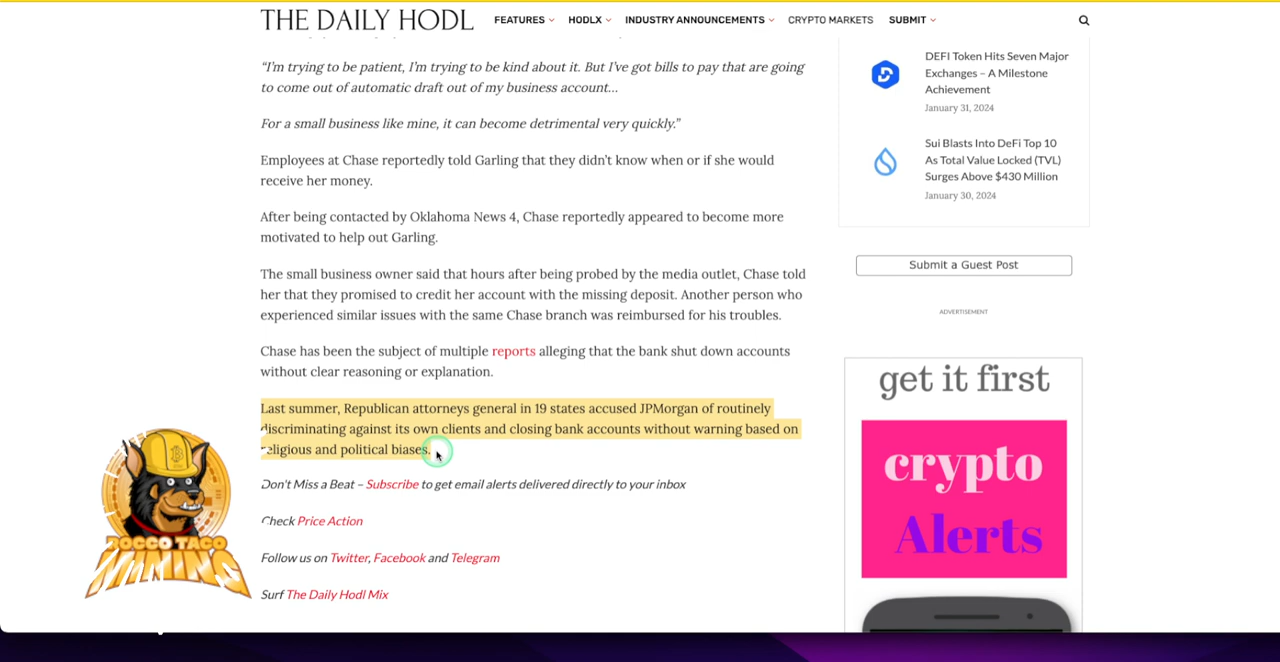 THE DAILY HODL
FEATURES HODLX INDUSTRY ANNOUNCEMENTS CRYPTO MARKETS SUBMIT
“I’m trying to be patient, I’m trying to be kind about it. But I’ve got bills to pay that are going
to come out of automatic draft out of my business account…
For a small business like mine, it can become detrimental very quickly.”
Employees at Chase reportedly told Garling that they didn’t know when or if she would
receive her money.
After being contacted by Oklahoma News 4, Chase reportedly appeared to become more
motivated to help out Garling.
The small business owner said that hours after being probed by the media outlet, Chase told
her that they promised to credit her account with the missing deposit. Another person who
experienced similar issues with the same Chase branch was reimbursed for his troubles.
Chase has been the subject of multiple reports alleging that the bank shut down accounts
without clear reasoning or explanation.
Last summer, Republican attorneys general in 19 states accused JPMorgan of routinely
discriminating against its own clients and closing bank accounts without warning based on
religious and political biases.
Don't Miss a Beat – Subscribe to get email alerts delivered directly to your inbox
Check Price Action
Follow us on Twitter, Facebook and Telegram
Surf The Daily Hodl Mix
ROCCO TACO
MINING
DEFI Token Hits Seven Major
Exchanges – A Milestone
Achievement
January 31, 2024
Sui Blasts Into DeFi Top 10
As Total Value Locked (TVL)
Surges Above $430 Million
January 30, 2024
Submit a Guest Post
ADVERTISEMENT
get it first
crypto
Alerts